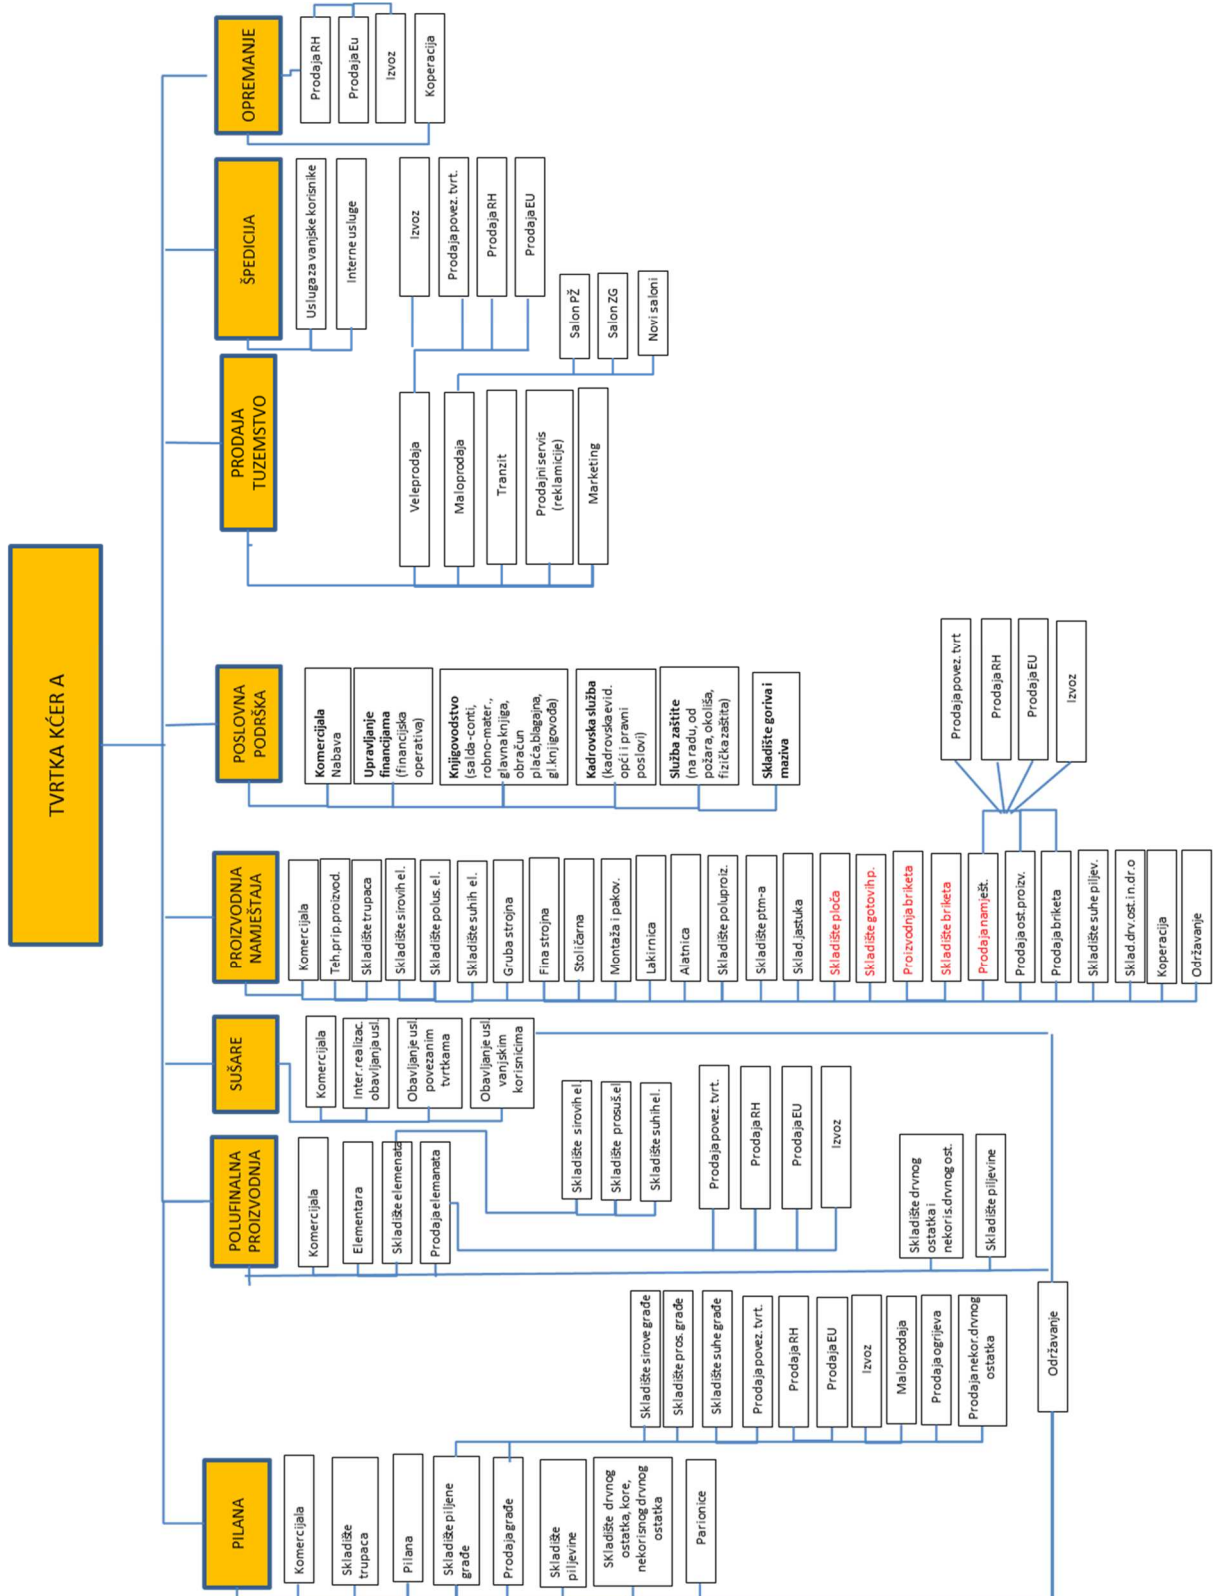 TVRTKA KĆER A
PILANA
Komercijala
Skladište
trupaca
Pilana
Skladište piljene
građe
Prodaja građe
Skladište
piljevine
SKladište drvnog
ostatka, kore,
nekorisnog drvnog
ostatka
Parionice
Skladište sirove građe
Skladište pros. građe
Skladište suhe građe
Prodaja povez. tvrt.
Prodaja RH
Prodaja EU
Izvoz
Maloprodaja
Prodaja ogrijeva
Prodaja nekor.drvnog
ostatka
Održavanje
POLUFINALNA
PROIZVODNJA
Komercijala
Elementara
Skladište elemenata
Prodaja elemanata
Skladište sirovih el.
Skladište prosuš.el
Skladište suhih el.
Prodaja povez. tvrt.
Prodaja RH
Prodaja EU
Izvoz
Skladište drvnog
ostatka i
nekoris.drvnog ost.
Skladište piljevine
SUŠARE
Komercijala
Inter.realizac.
obavljanja usl.
Obavljanje usl.
povezanim
tvrtkama
Obavljanje usl.
vanjskim
korisnicima
PROIZVODNJA
NAMJEŠTAJA
Komercijala
Teh.prip.proizvod.
Skladište trupaca
Skladište sirovih el.
Skladište polus. el.
Skladište suhih el.
Gruba strojna
Fina strojna
Stoličarna
Montaža i pakov.
Lakirnica
Alatnica
Skladište poluproiz.
Skladište ptm-a
Sklad.jastuka
Skladište ploča
Skladište gotovih p.
Proizvodnja briketa
Skladište briketa
Prodaja namješt.
Prodaja ost.proizv.
Prodaja briketa
Skladište suhe piljev.
Sklad.drv.ost.in.dr.o
Koperacija
Održavanje
Prodaja povez. tvrt
Prodaja RH
Prodaja EU
Izvoz
POSLOVNA
PODRŠKA
Komercijala
Nabava
Upravljanje
financijama
(financijska
operativa)
Knjigovodstvo
(salda-conti,
robno-mater.,
glavna knjiga,
obračun
plaća,blagajna,
gl.knjigovođa)
Kadrovska služba
(kadrovska evid.
opći i pravni
poslovi)
Služba zaštite
(na radu, od
požara, okoliša,
fizička zaštita)
Skladište goriva i
maziva
PRODAJA
TUZEMSTVO
Veleprodaja
Maloprodaja
Tranzit
Prodajni servis
(reklamicije)
Marketing
Izvoz
Prodaja povez. tvrt.
Prodaja RH
Prodaja EU
Salon PŽ
Salon ZG
Novi saloni
ŠPEDICIJA
Usluga za vanjske korisnike
Interne usluge
OPREMANJE
Prodaja RH
Prodaja Eu
Izvoz
Koperacija